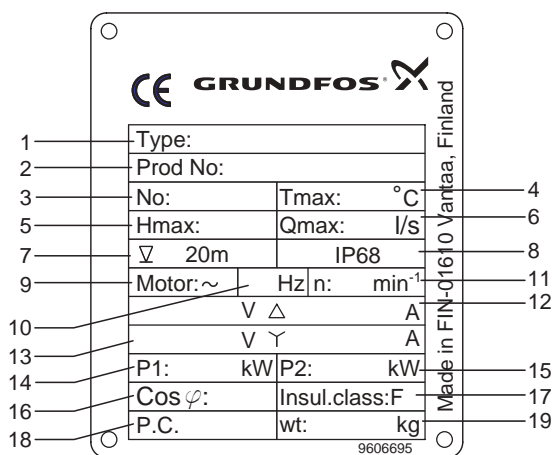 CE GRUNDFOS
1 Type:
2 Prod No:
3 No: Tmax: °C 4
5 Hmax: Qmax: l/s 6
7 20m IP68 8
9 Motor:~ Hz n: min⁻¹ 11
10 V △ A 12
13 V Y A
14 P1: kW P2: kW 15
16 Cos φ: Insul.class:F 17
18 P.C. wt: kg 19
9606695
Made in FIN-01610 Vantaa, Finland